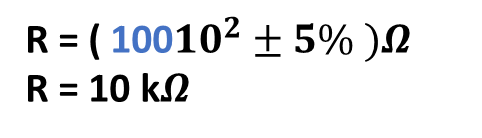 R = ( 10010² ± 5% )Ω
R = 10 kΩ